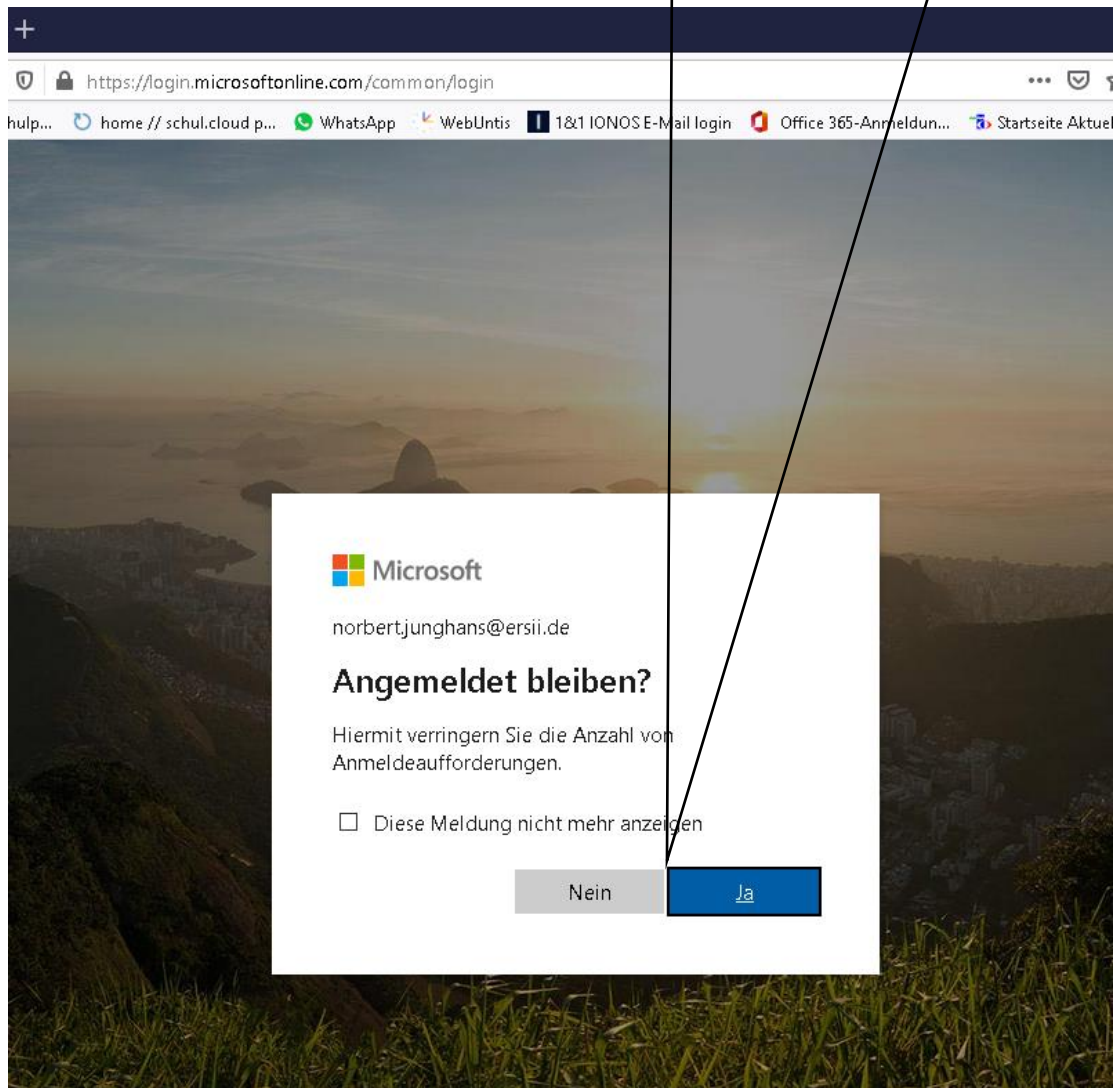 https://login.microsoftonline.com/common/login
hulp... home // schul.cloud p... WhatsApp WebUntis 1&1 IONOS E-Mail login Office 365-Anmeldun... Startseite Aktuel
Microsoft
norbert.junghans@ersii.de
Angemeldet bleiben?
Hiermit verringern Sie die Anzahl von
Anmeldeaufforderungen.
Diese Meldung nicht mehr anzeigen
Nein Ja